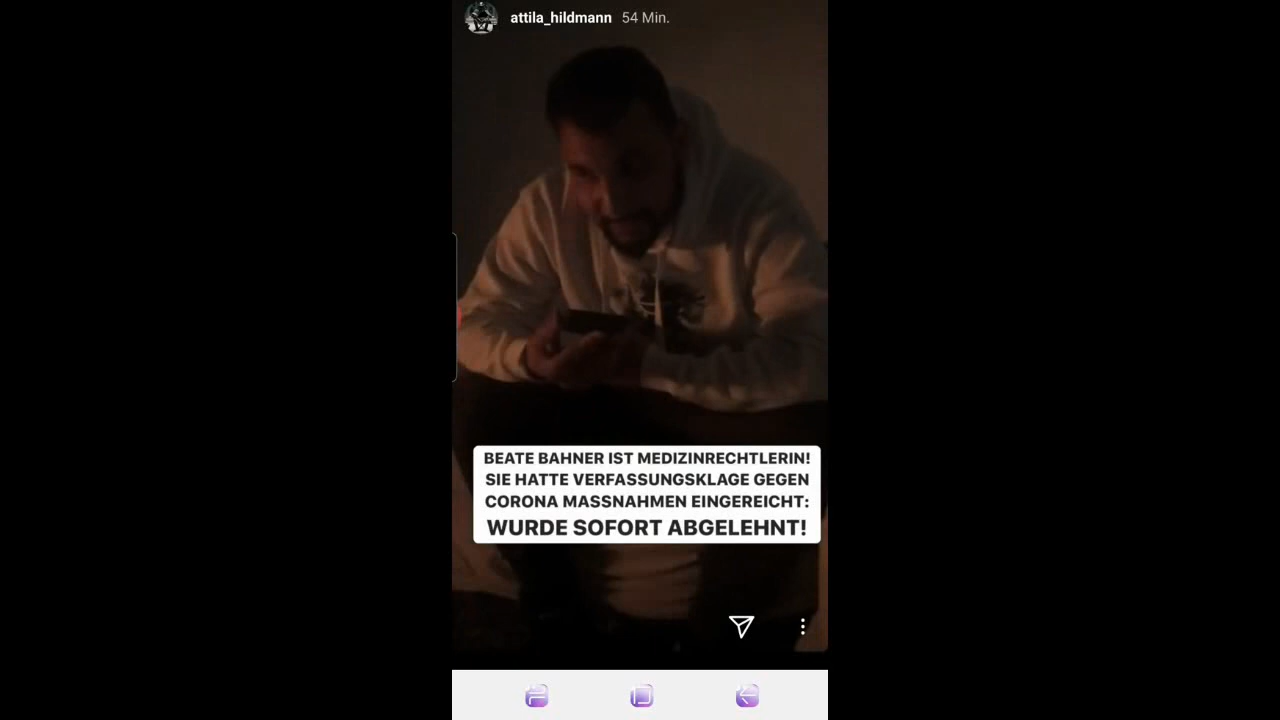 attila_hildmann 54 Min.
BEATE BAHNER IST MEDIZINRECHTLERIN!
SIE HATTE VERFASSUNGSKLAGE GEGEN
CORONA MASSNAHMEN EINGEREICHT:
WURDE SOFORT ABGELEHNT!